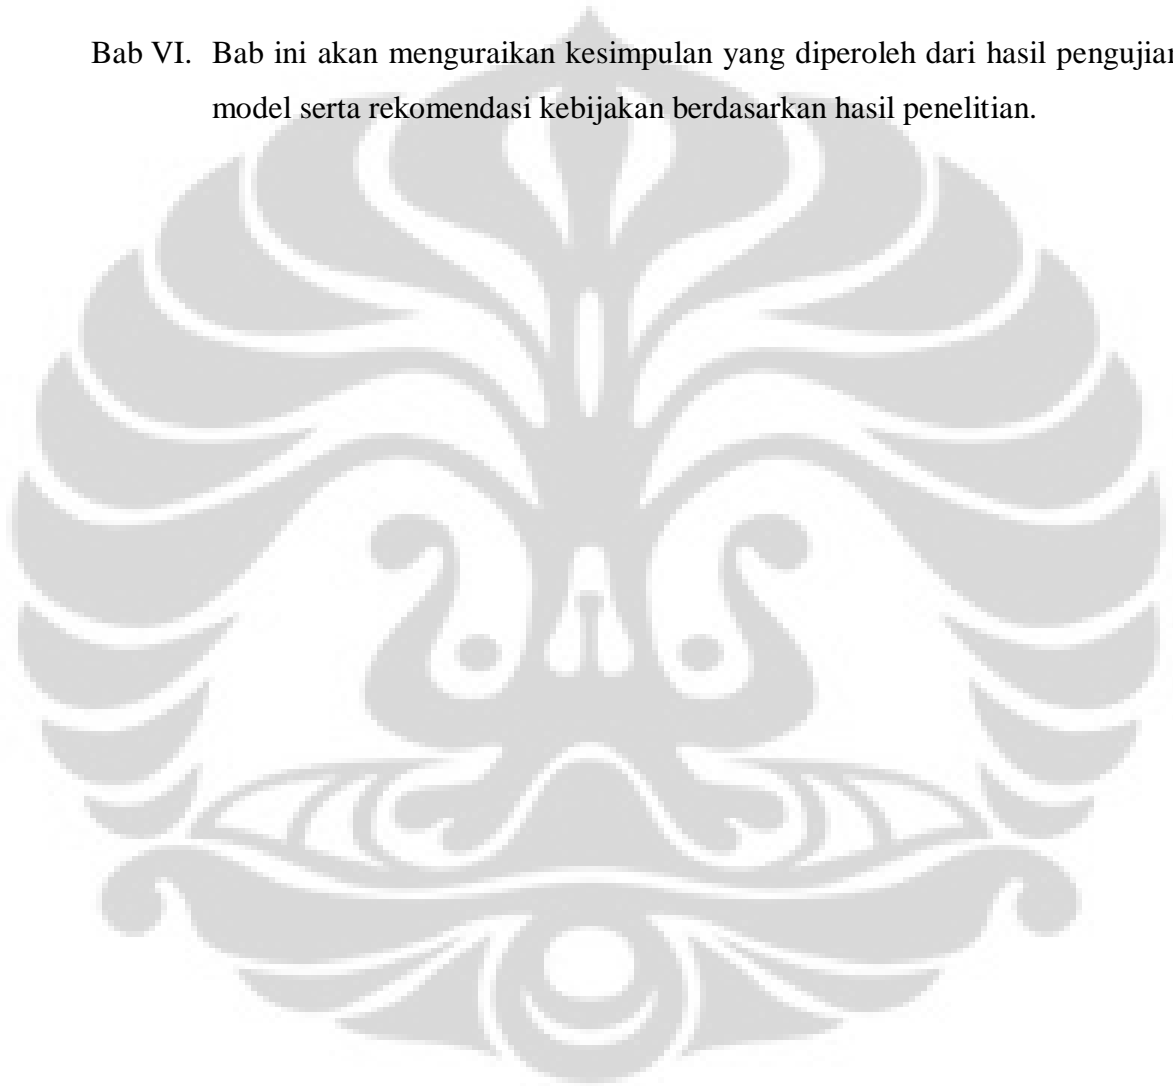 Bab VI. Bab ini akan menguraikan kesimpulan yang diperoleh dari hasil pengujian
model serta rekomendasi kebijakan berdasarkan hasil penelitian.